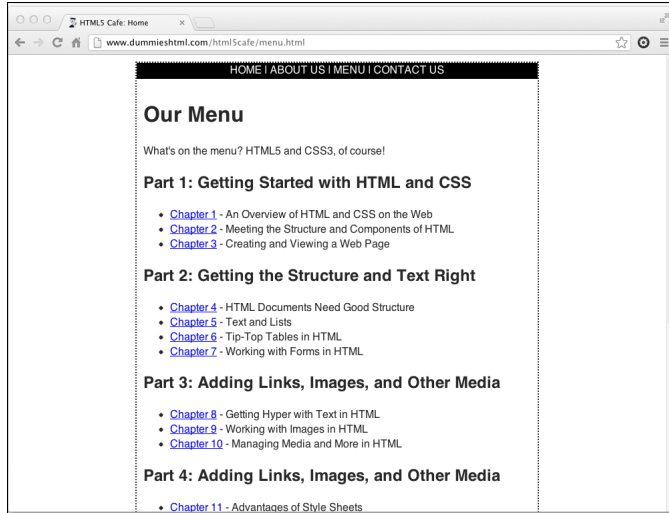 HTML5 Cafe: Home
www.dummieshtml.com/html5cafe/menu.html
HOME | ABOUT US | MENU | CONTACT US
Our Menu
What's on the menu? HTML5 and CSS3, of course!
Part 1: Getting Started with HTML and CSS
Chapter 1 - An Overview of HTML and CSS on the Web
Chapter 2 - Meeting the Structure and Components of HTML
Chapter 3 - Creating and Viewing a Web Page
Part 2: Getting the Structure and Text Right
Chapter 4 - HTML Documents Need Good Structure
Chapter 5 - Text and Lists
Chapter 6 - Tip-Top Tables in HTML
Chapter 7 - Working with Forms in HTML
Part 3: Adding Links, Images, and Other Media
Chapter 8 - Getting Hyper with Text in HTML
Chapter 9 - Working with Images in HTML
Chapter 10 - Managing Media and More in HTML
Part 4: Adding Links, Images, and Other Media
Chapter 11 - Advantages of Style Sheets